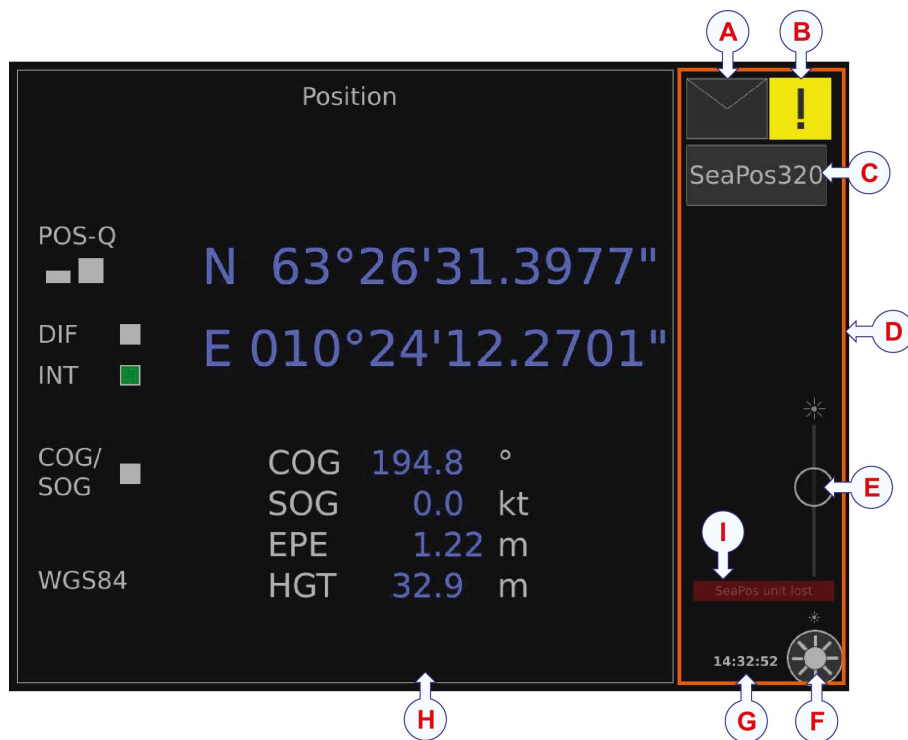 A
B
Position
!
SeaPos320
C
POS-Q
N 63°26'31.3977"
DIF
D
E 010°24'12.2701"
INT
COG/
SOG
COG 194.8 °
E
SOG 0.0 kt
I
EPE 1.22 m
WGS84
HGT 32.9 m
SeaPos unit lost
14:32:52
H
G
F